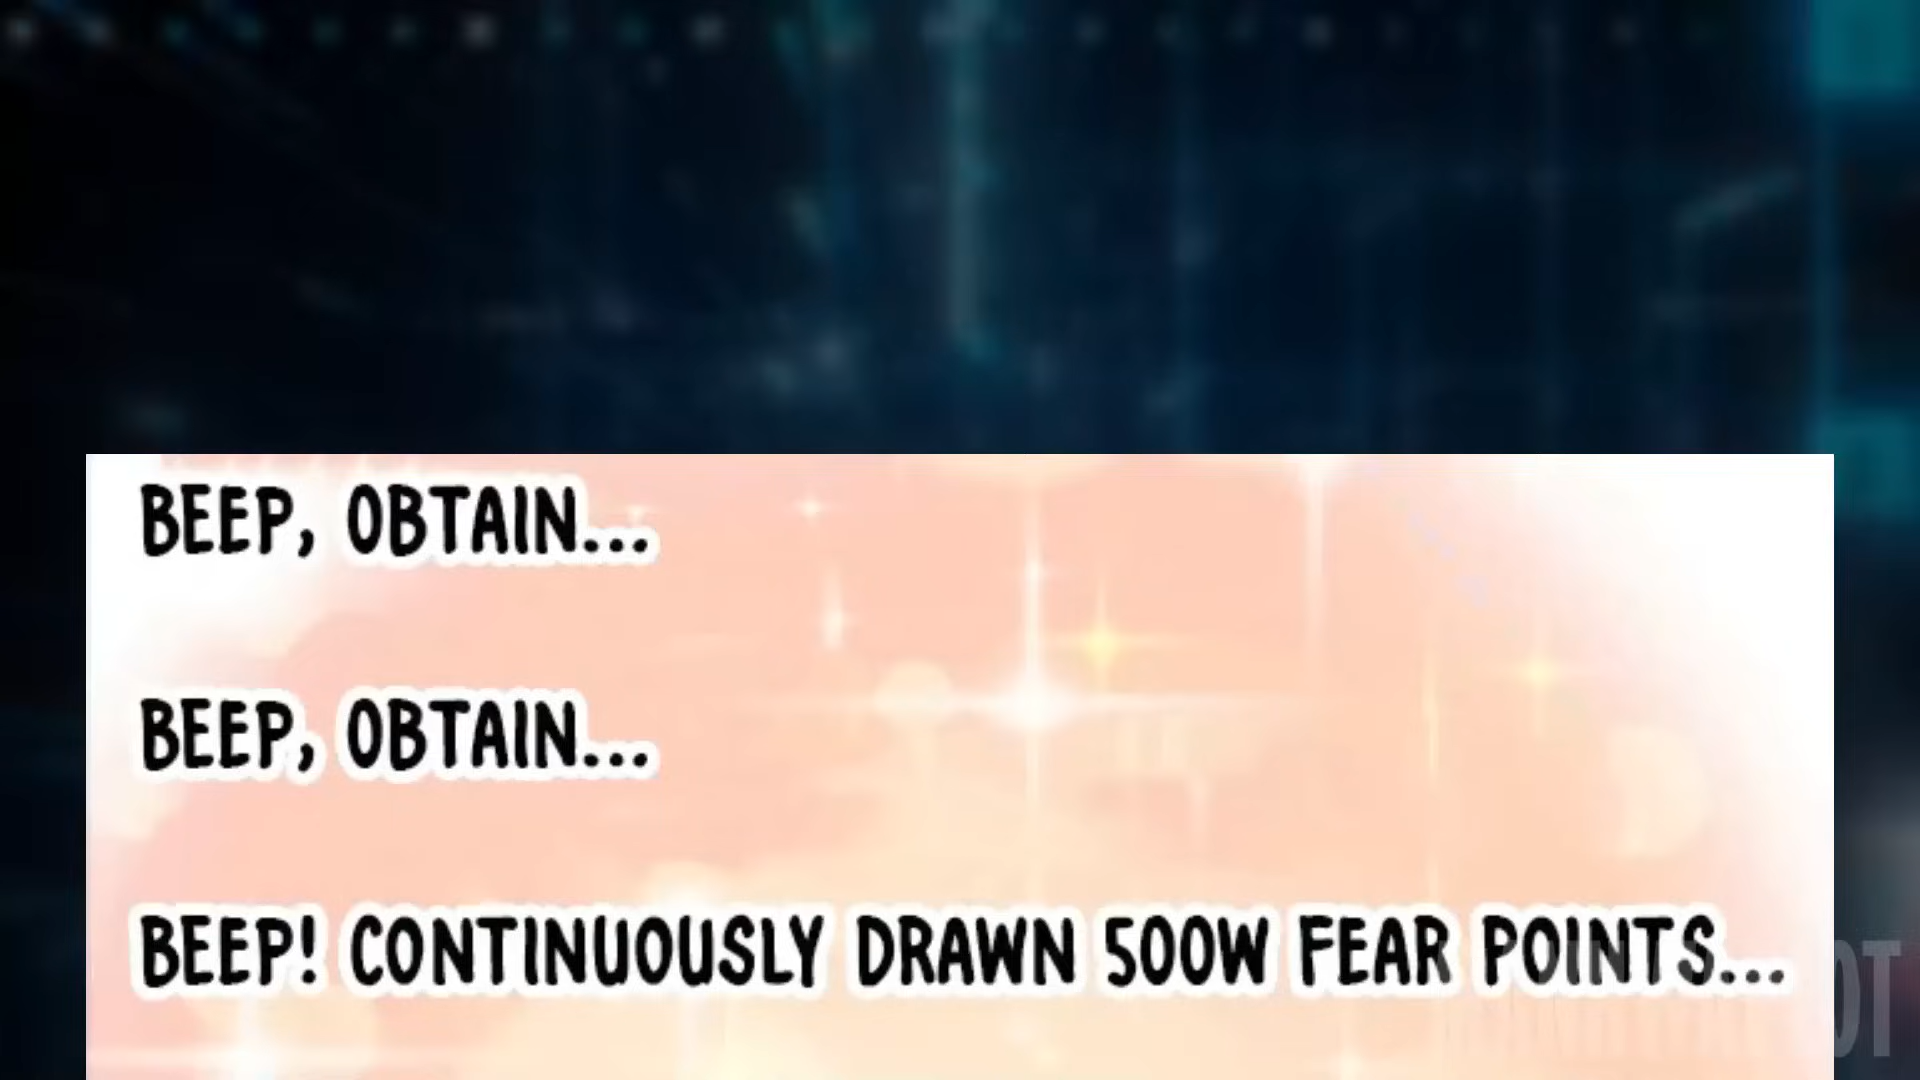 BEEP, OBTAIN...
BEEP, OBTAIN...
BEEP! CONTINUOUSLY DRAWN 500W FEAR POINTS...